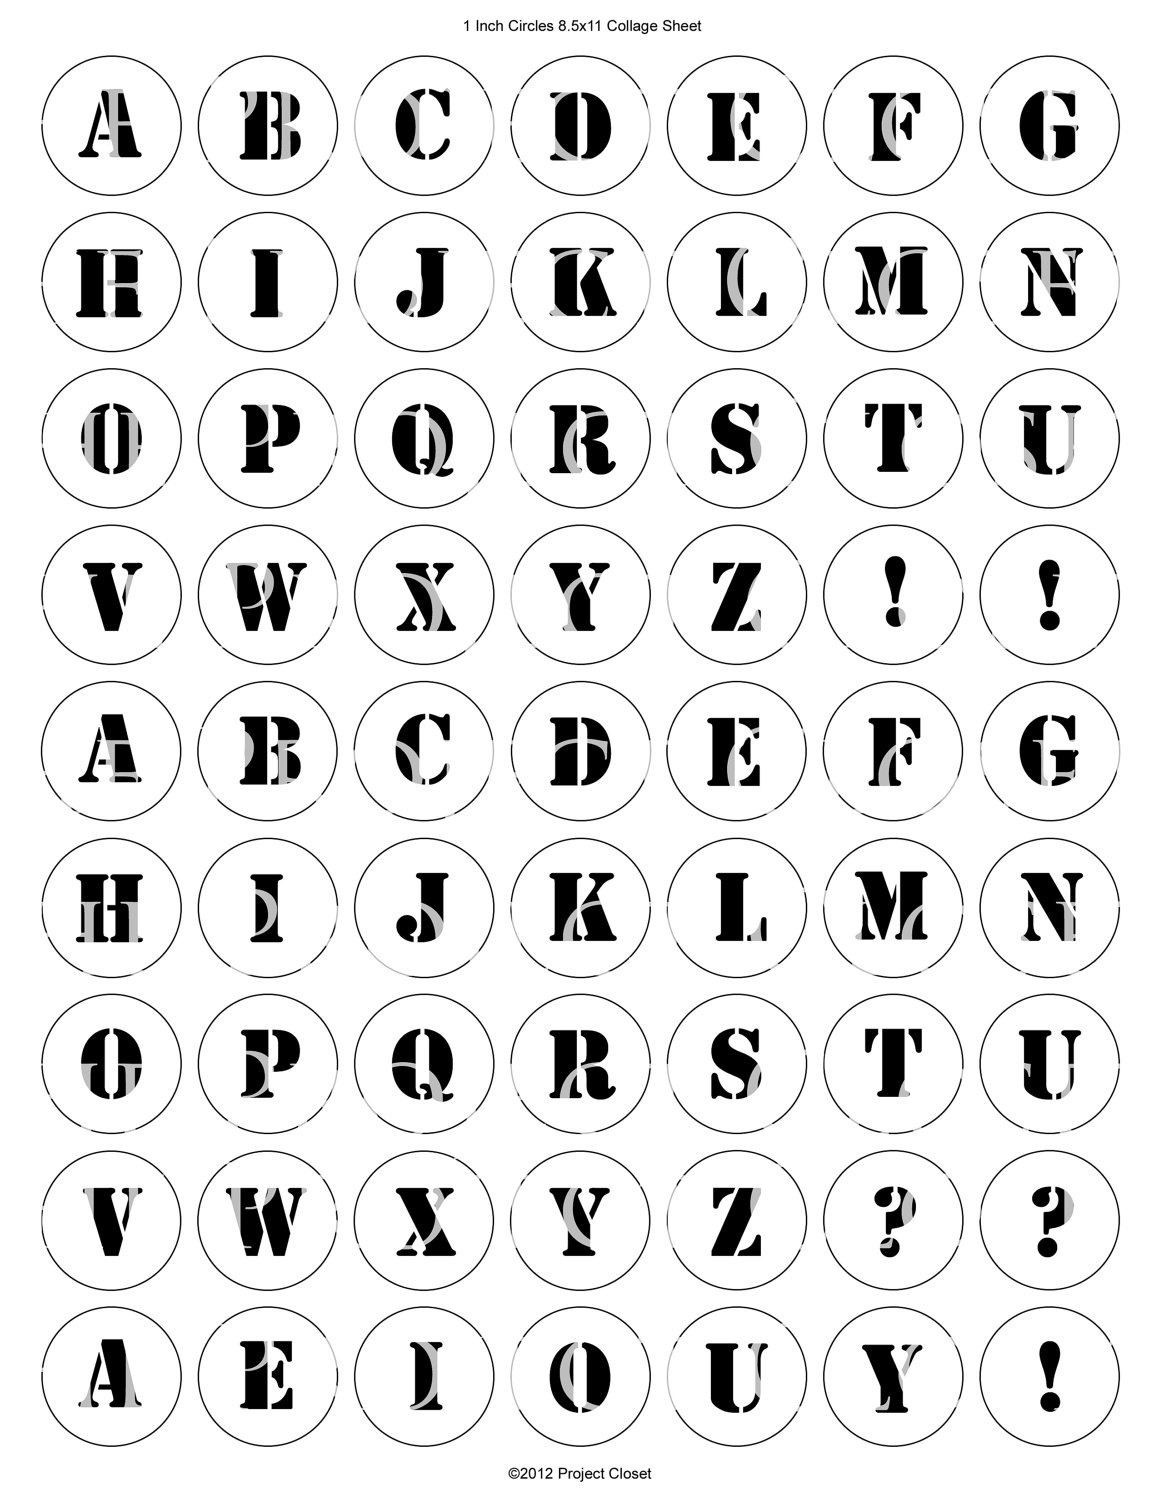 1 Inch Circles 8.5x11 Collage Sheet
A B C D E F G
H I J K L M N
O P Q R S T U
V W X Y Z ! !
A B C D E F G
H I J K L M N
O P Q R S T U
V W X Y Z ? ?
A E I O U Y !
©2012 Project Closet